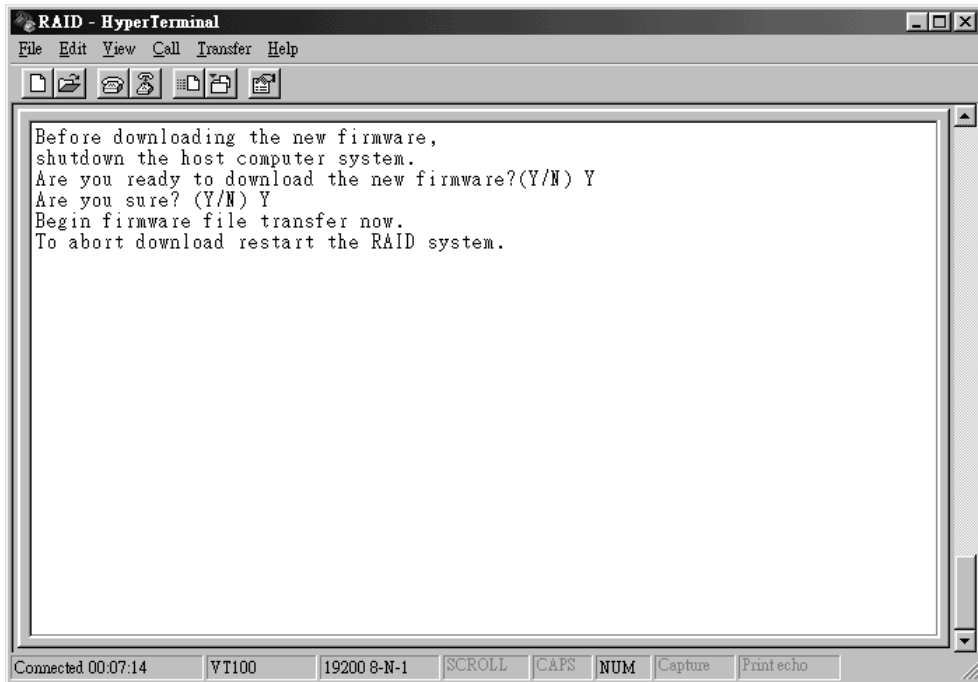 RAID - HyperTerminal
File Edit View Call Transfer Help
Before downloading the new firmware,
shutdown the host computer system.
Are you ready to download the new firmware?(Y/N) Y
Are you sure? (Y/N) Y
Begin firmware file transfer now.
To abort download restart the RAID system.
Connected 00:07:14 VT100 19200 8-N-1 SCROLL CAPS NUM Capture Print echo